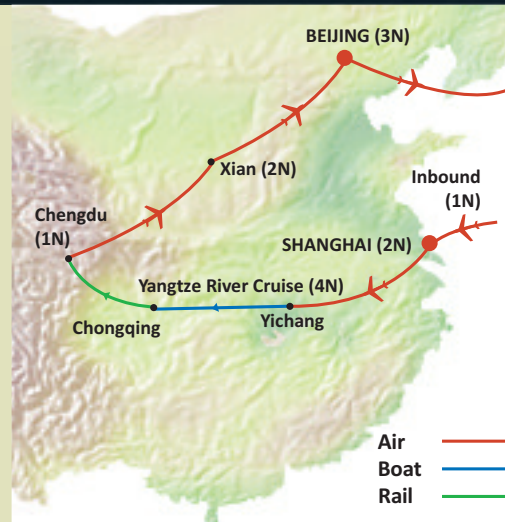 BEIJING (3N)
Xian (2N)
Inbound
(1N)
Chengdu
(1N)
SHANGHAI (2N)
Yangtze River Cruise (4N)
Chongqing
Yichang
Air
Boat
Rail